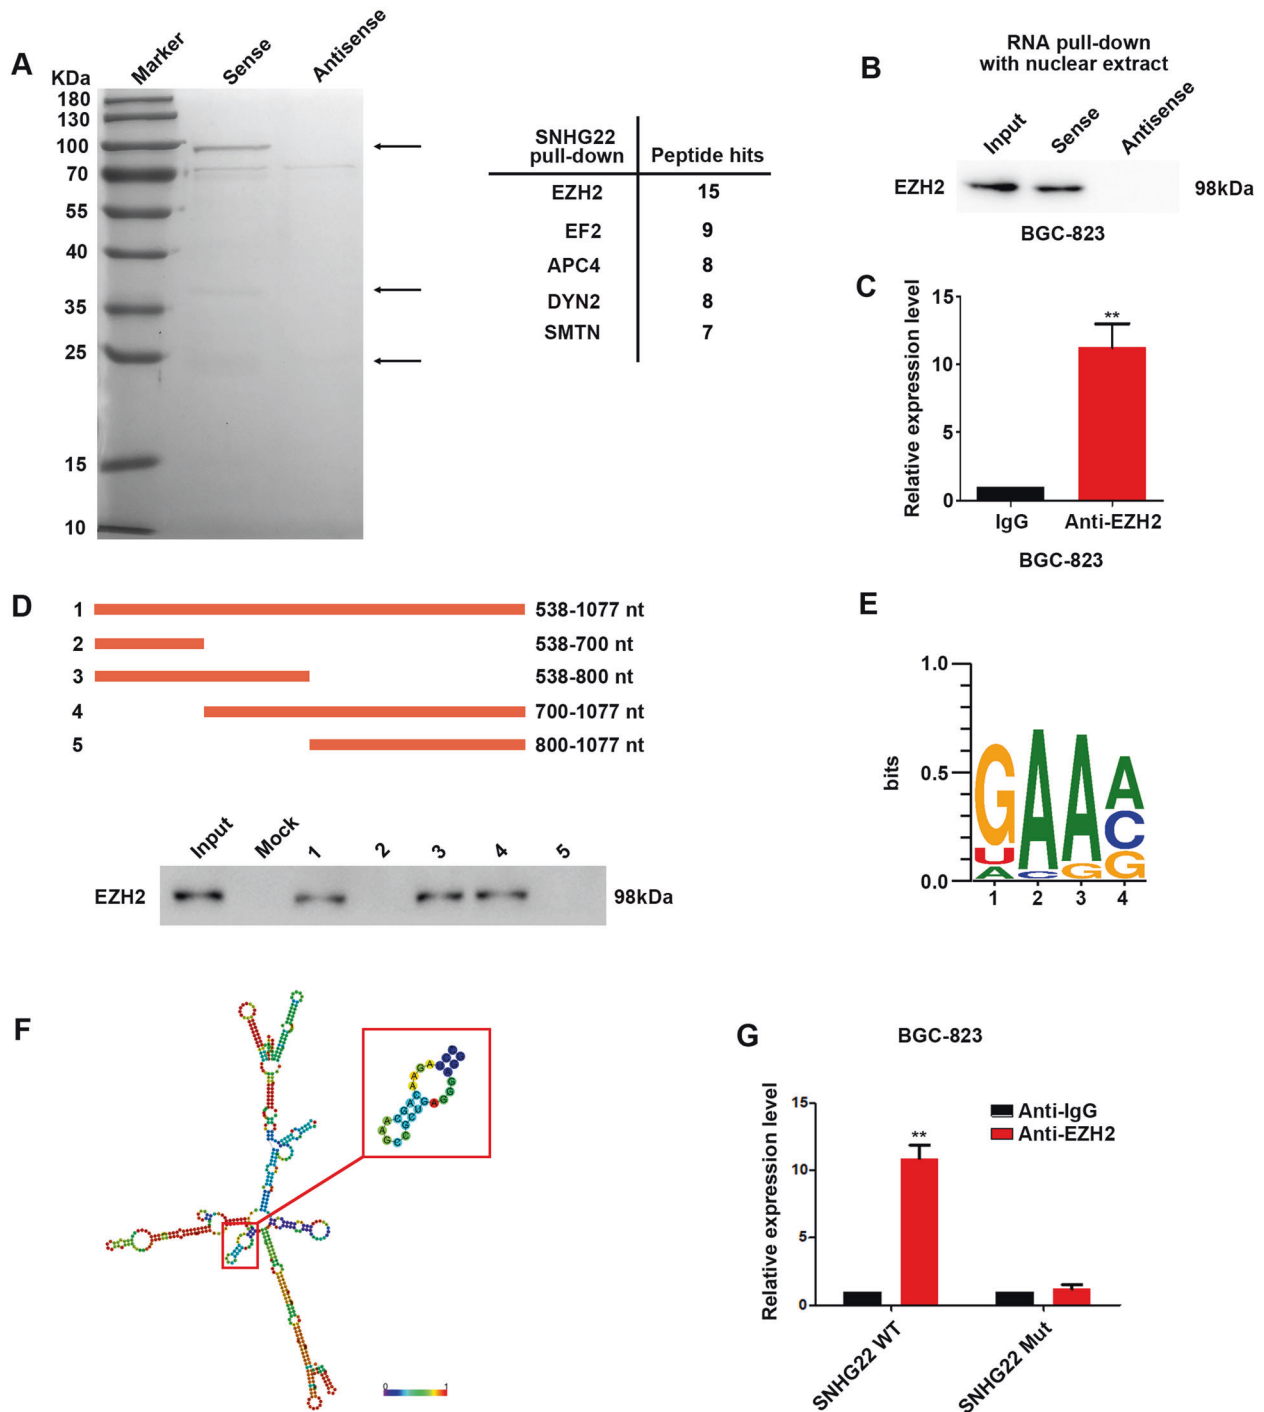 A
Marker
Sense
Antisense
KDa
180
130
100
70
55
40
35
25
15
10
SNHG22
pull-down
Peptide hits
EZH2 15
EF2 9
APC4 8
DYN2 8
SMTN 7
B
RNA pull-down
with nuclear extract
Input
Sense
Antisense
EZH2
98kDa
BGC-823
C
Relative expression level
15
10
5
0
**
IgG
Anti-EZH2
BGC-823
D
1 538-1077 nt
2 538-700 nt
3 538-800 nt
4 700-1077 nt
5 800-1077 nt
Input
Mock
1
2
3
4
5
EZH2
98kDa
E
bits
1.0
0.5
0.0
G
U
A
A
C
A
G
A
C
G
1 2 3 4
F
0 1
G
BGC-823
Relative expression level
15
10
5
0
Anti-IgG
Anti-EZH2
**
SNHG22 WT
SNHG22 Mut